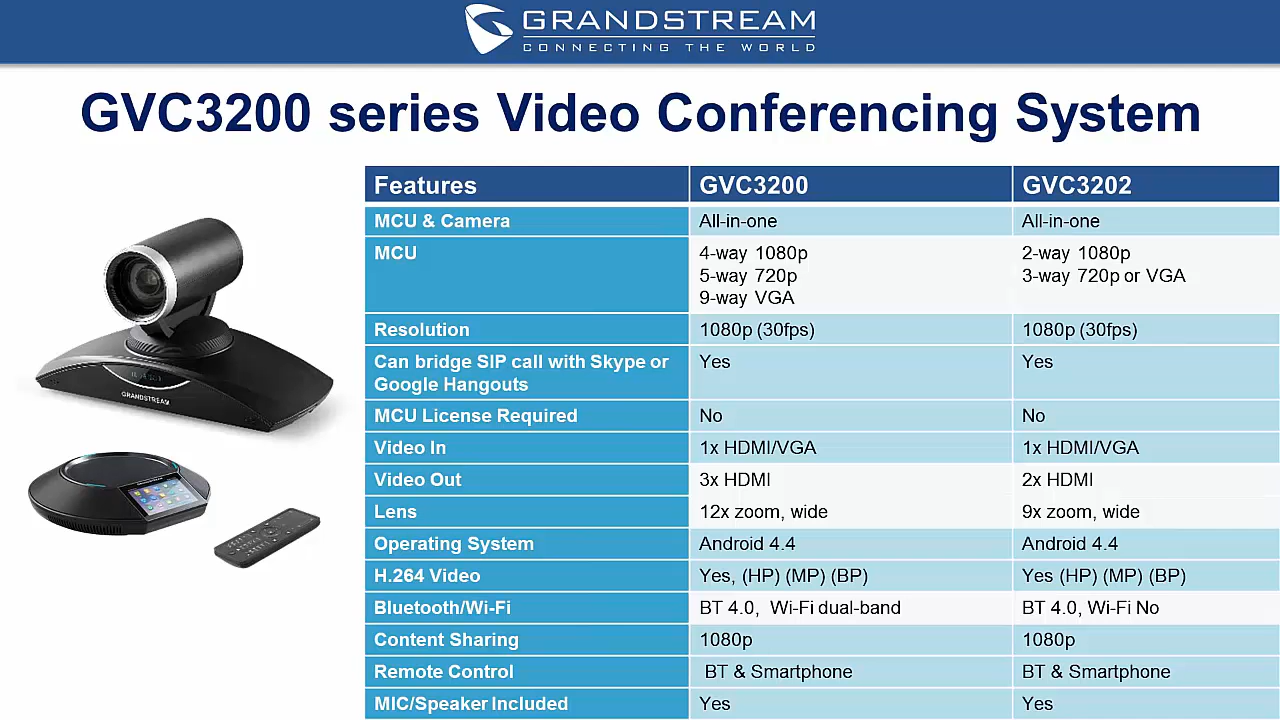 GRANDSTREAM
CONNECTING THE WORLD
GVC3200 series Video Conferencing System
Features GVC3200 GVC3202
MCU & Camera All-in-one All-in-one
MCU 4-way 1080p 2-way 1080p
5-way 720p 3-way 720p or VGA
9-way VGA
Resolution 1080p (30fps) 1080p (30fps)
Can bridge SIP call with Skype or Yes Yes
Google Hangouts
MCU License Required No No
Video In 1x HDMI/VGA 1x HDMI/VGA
Video Out 3x HDMI 2x HDMI
Lens 12x zoom, wide 9x zoom, wide
Operating System Android 4.4 Android 4.4
H.264 Video Yes, (HP) (MP) (BP) Yes (HP) (MP) (BP)
Bluetooth/Wi-Fi BT 4.0, Wi-Fi dual-band BT 4.0, Wi-Fi No
Content Sharing 1080p 1080p
Remote Control BT & Smartphone BT & Smartphone
MIC/Speaker Included Yes Yes
GRANDSTREAM